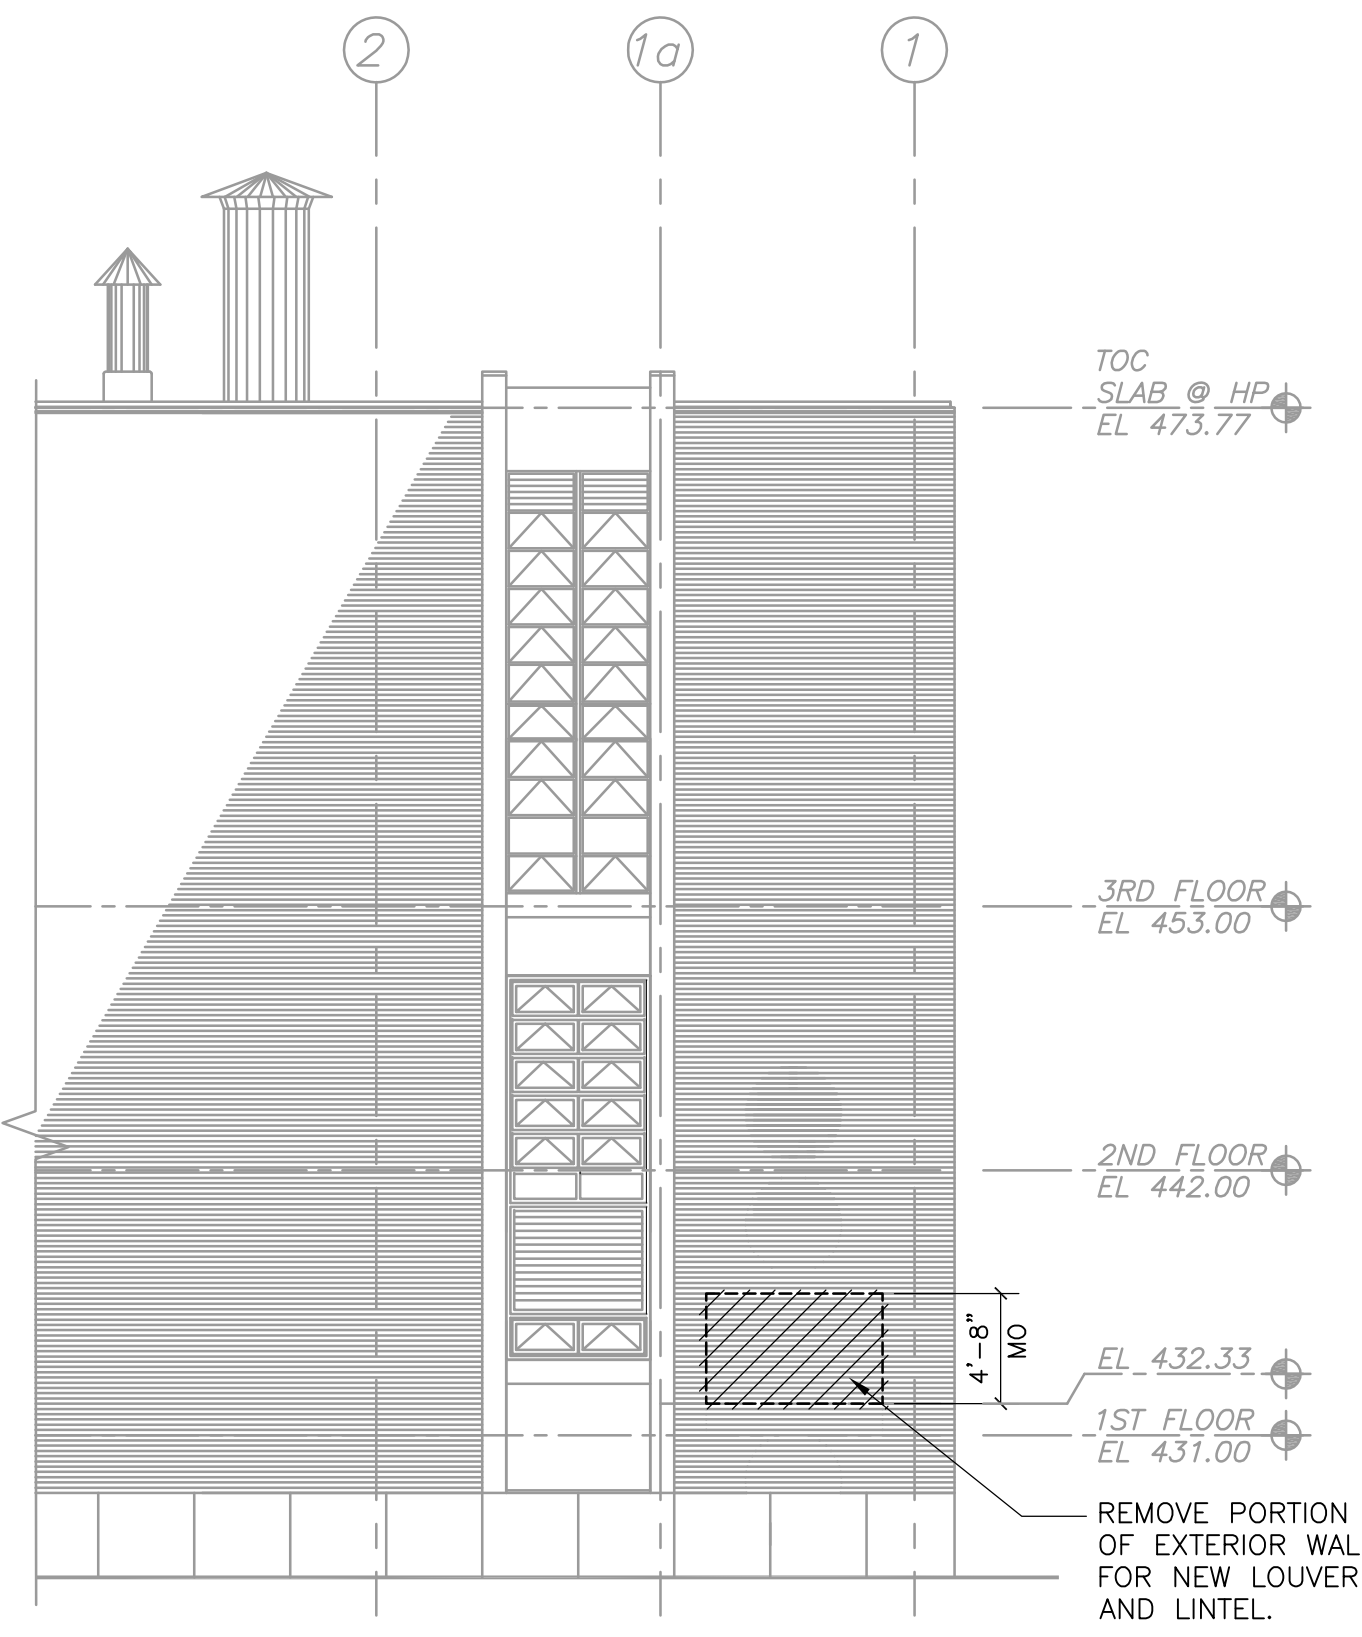 2
1a
1
TOC
SLAB @ HP
EL 473.77
3RD FLOOR
EL 453.00
2ND FLOOR
EL 442.00
4'-8"
MO
EL 432.33
1ST FLOOR
EL 431.00
REMOVE PORTION
OF EXTERIOR WAL
FOR NEW LOUVER
AND LINTEL.